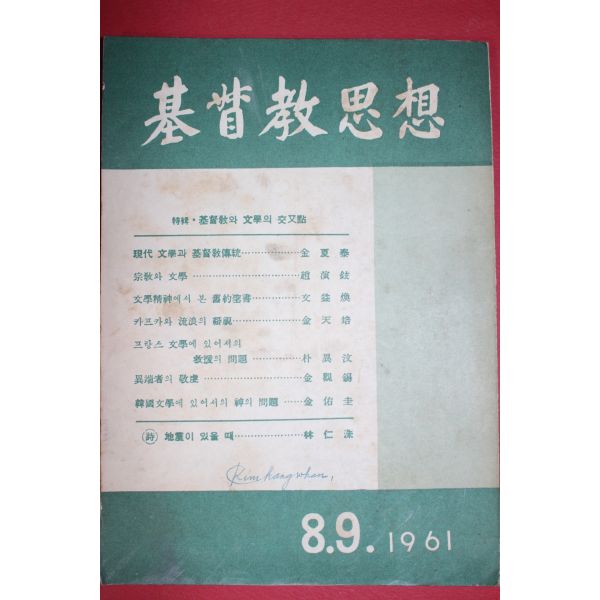 基督教思想
特輯·基督敎와 文學의 交叉點
現代 文學과 基督敎傳統 金夏泰
宗敎와 文學 趙演鉉
文學精神에서 본 舊約聖書 文益煥
카프카와 流浪의 福視 金天培
프랑스 文學에 있어서의
救援의 問題 朴異汶
異端者의 敬虔 金觀錫
韓國文學에 있어서의 神의 問題 金佑圭
詩 地震이 있을 때 林仁洙
Kim hang whan,
8.9. 1961